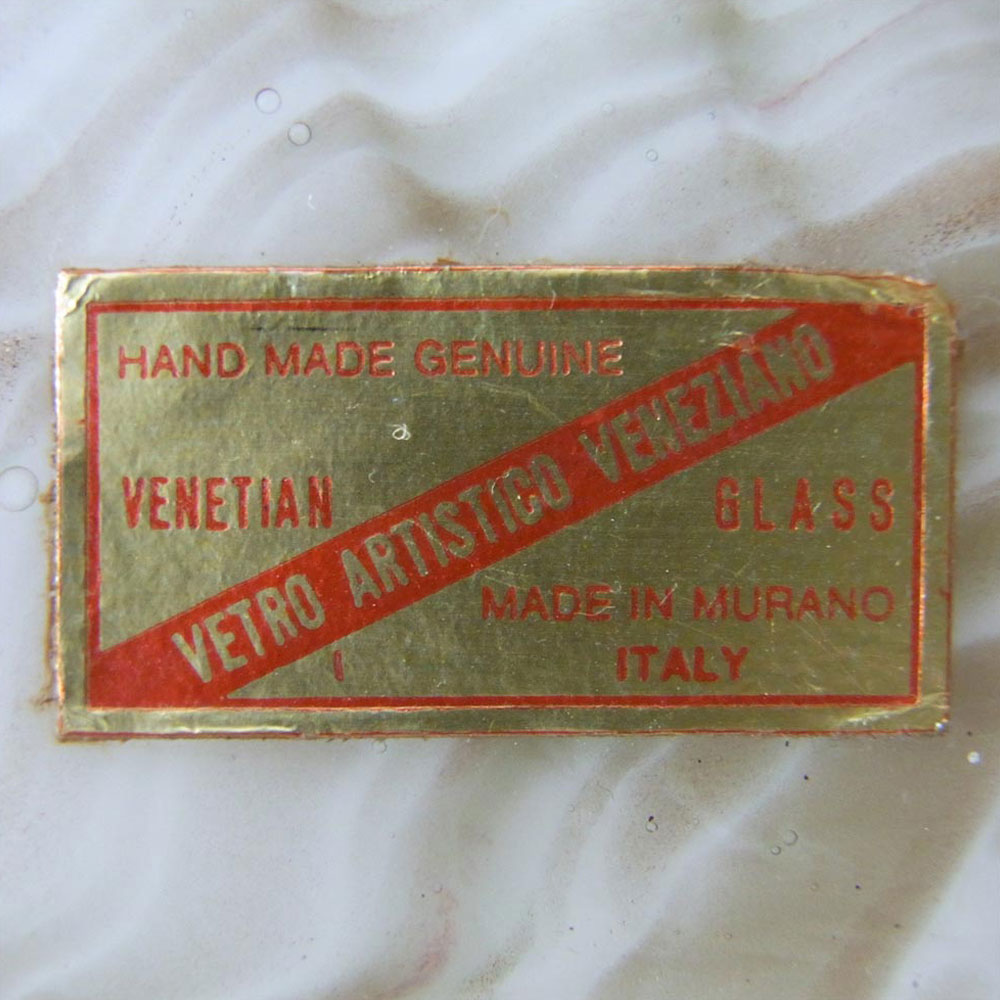 HAND MADE GENUINE
VETRO ARTISTICO VENEZIANO
VENETIAN GLASS
MADE IN MURANO
I ITALY